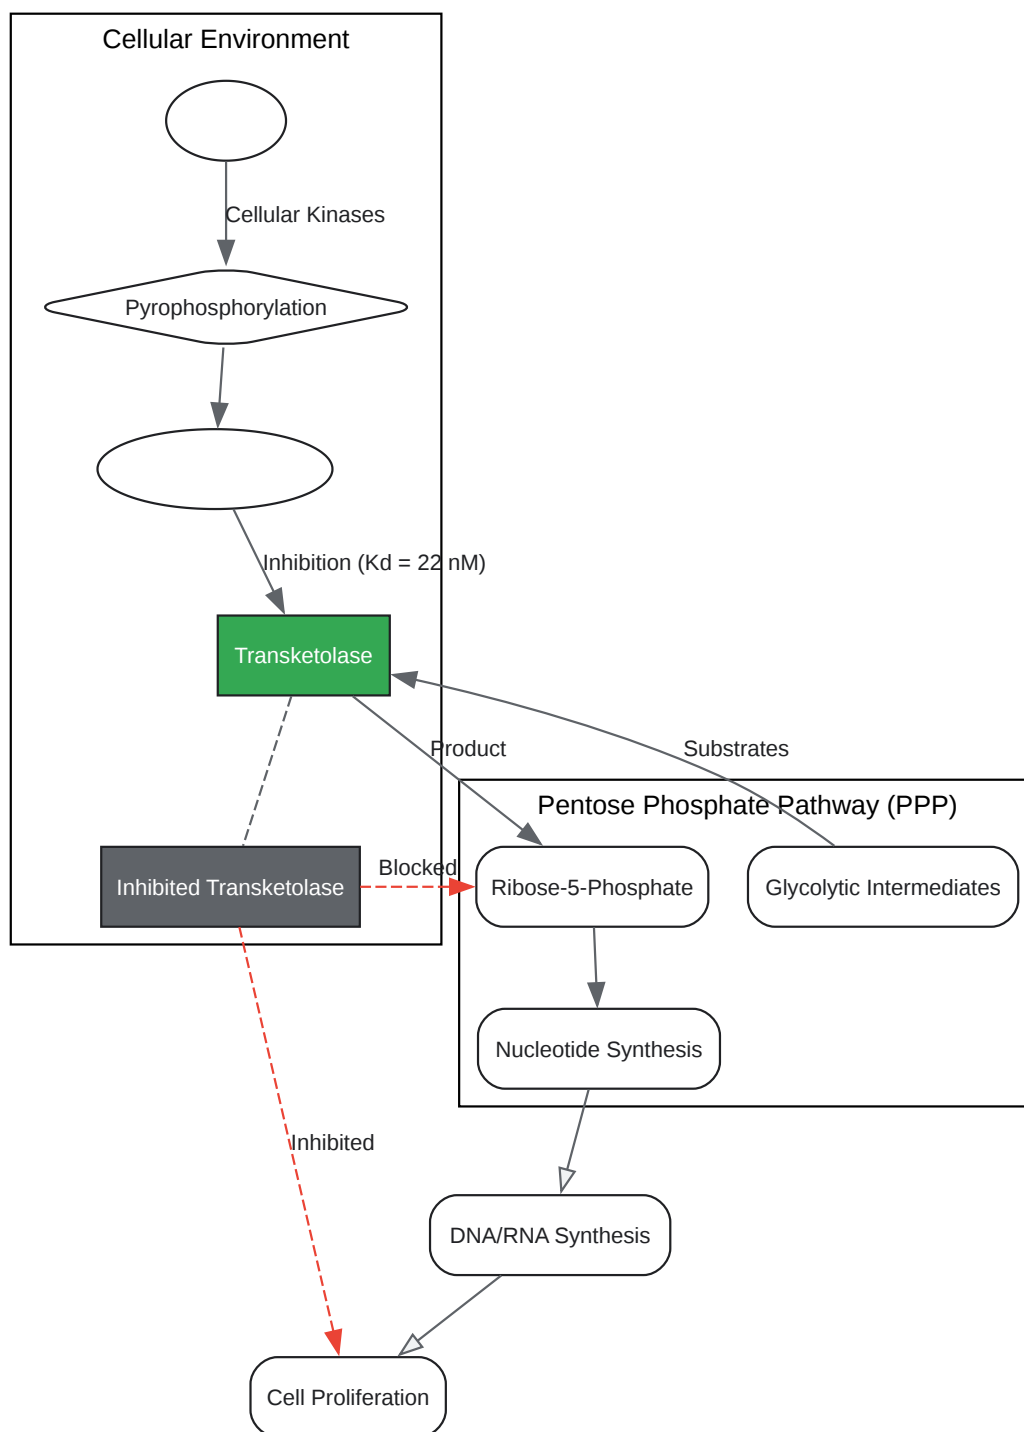 Cellular Environment
Cellular Kinases
Pyrophosphorylation
Inhibition (Kd = 22 nM)
Transketolase
Product
Substrates
Pentose Phosphate Pathway (PPP)
Inhibited Transketolase
Blocked
Ribose-5-Phosphate
Glycolytic Intermediates
Nucleotide Synthesis
Inhibited
DNA/RNA Synthesis
Cell Proliferation